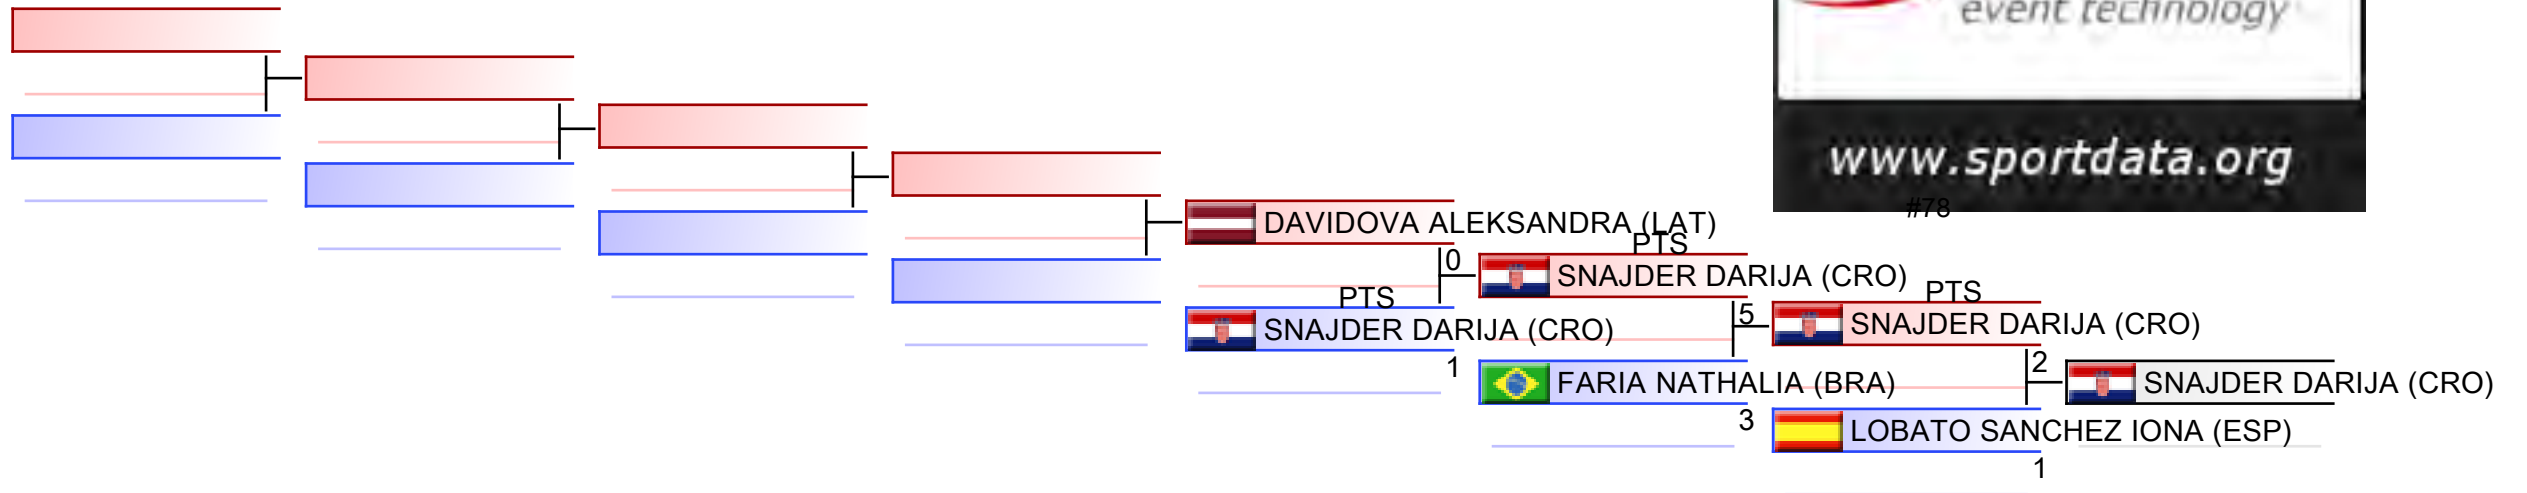 event technology
www.sportdata.org
#78
DAVIDOVA ALEKSANDRA (LAT)
PTS
0
SNAJDER DARIJA (CRO)
PTS
PTS
5
SNAJDER DARIJA (CRO)
SNAJDER DARIJA (CRO)
1
2
FARIA NATHALIA (BRA)
SNAJDER DARIJA (CRO)
3
LOBATO SANCHEZ IONA (ESP)
1